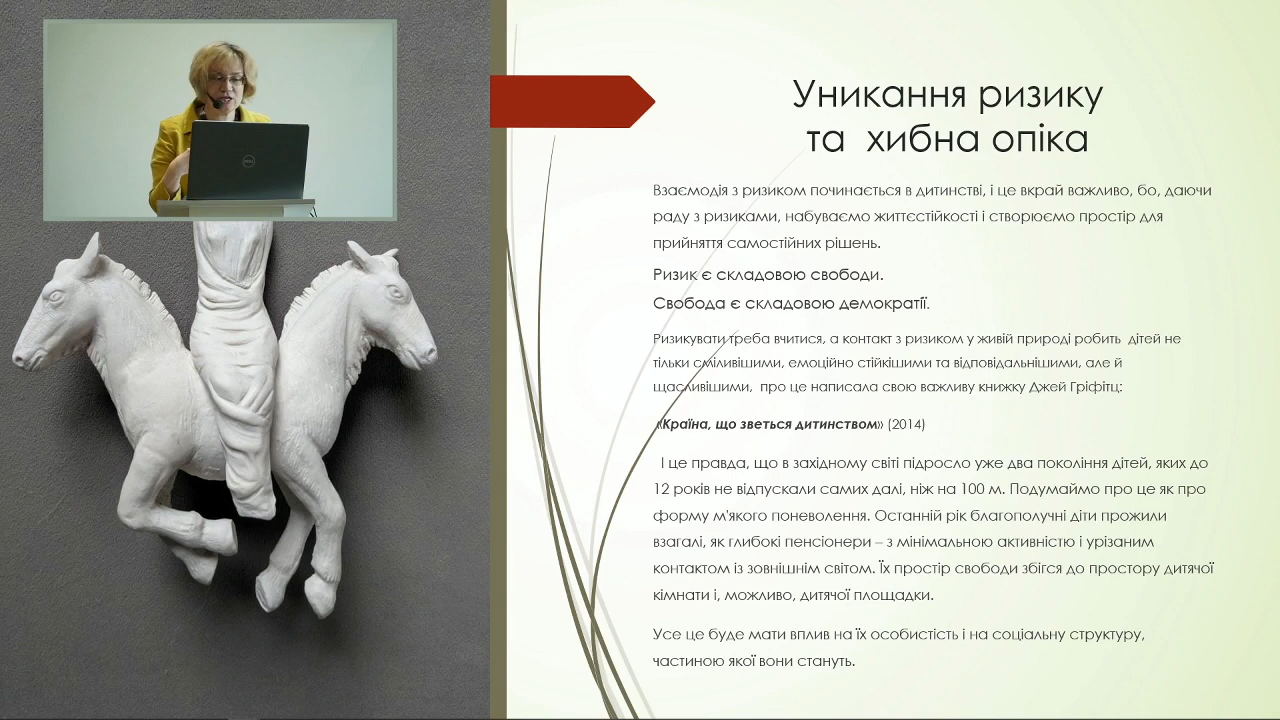 Уникання ризику
та хибна опіка
Взаємодія з ризиком починається в дитинстві, і це вкрай важливо, бо, даючи
раду з ризиками, набуваємо життєстійкості і створюємо простір для
прийняття самостійних рішень.
Ризик є складовою свободи.
Свобода є складовою демократії.
Ризикувати треба вчитися, а контакт з ризиком у живій природі робить дітей не
тільки сміливішими, емоційно стійкішими та відповідальнішими, але й
щасливішими, про це написала свою важливу книжку Джей Гріфітц:
«Країна, що зветься дитинством» (2014)
І це правда, що в західному світі підросло уже два покоління дітей, яких до
12 років не відпускали самих далі, ніж на 100 м. Подумаймо про це як про
форму м'якого поневолення. Останній рік благополучні діти прожили
взагалі, як глибокі пенсіонери – з мінімальною активністю і урізаним
контактом із зовнішнім світом. Їх простір свободи збігся до простору дитячої
кімнати і, можливо, дитячої площадки.
Усе це буде мати вплив на їх особистість і на соціальну структуру,
частиною якої вони стануть.